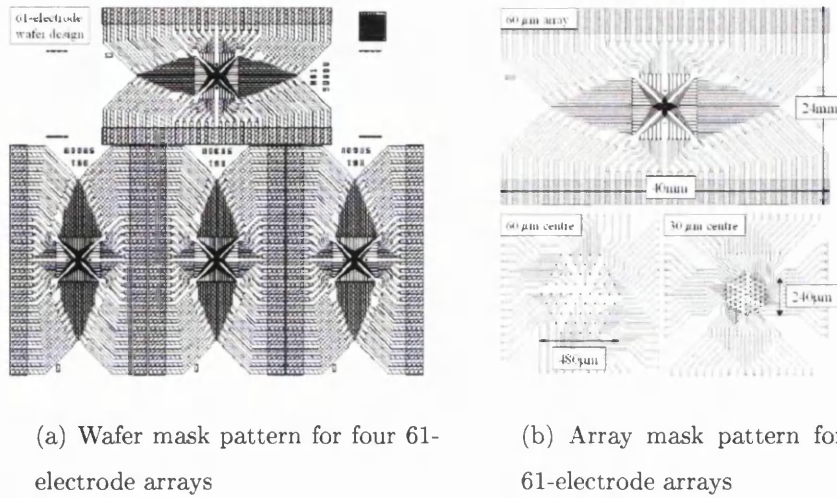 61-electrode
wafer design
60 µm array
24mm
40mm
60 µm centre
30 µm centre
240µm
480µm
(a) Wafer mask pattern for four 61-
electrode arrays
(b) Array mask pattern for
61-electrode arrays